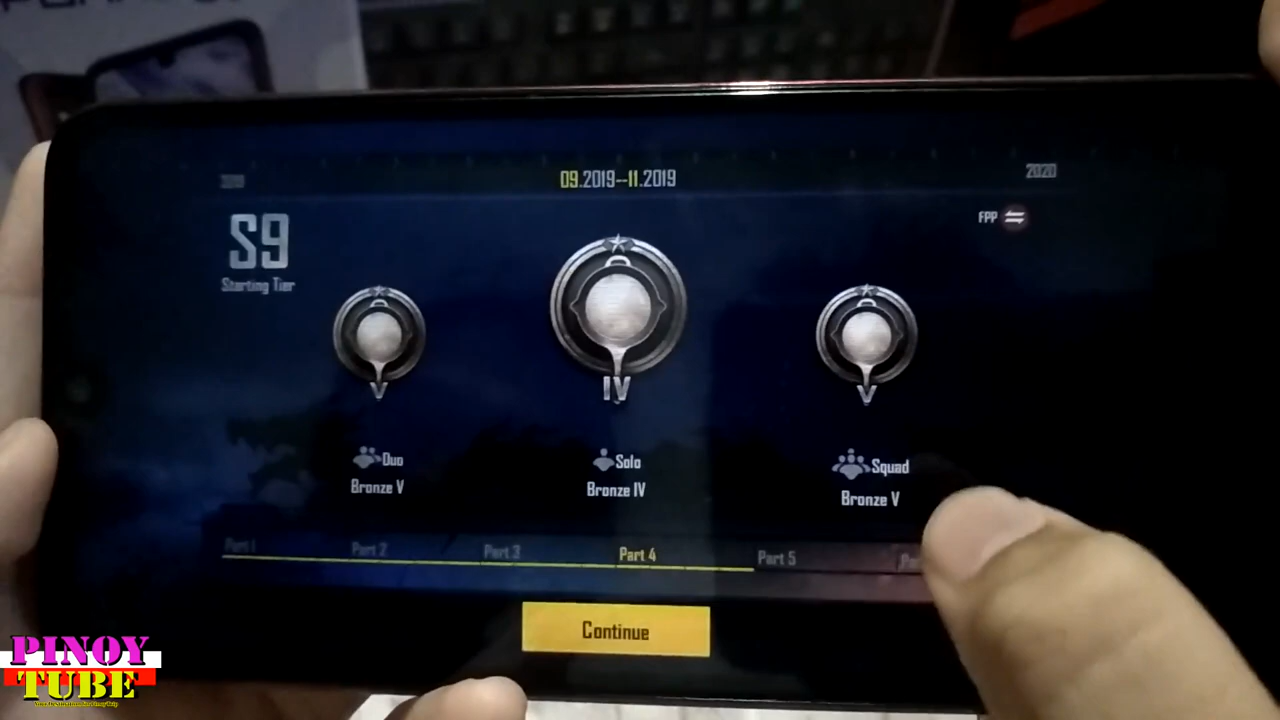 09.2019--11.2019
2020
S9
Starting Tier
FPP
V
IV
V
Duo
Bronze V
Solo
Bronze IV
Squad
Bronze V
Part 1
Part 2
Part 3
Part 4
Part 5
Continue
PINOY
TUBE